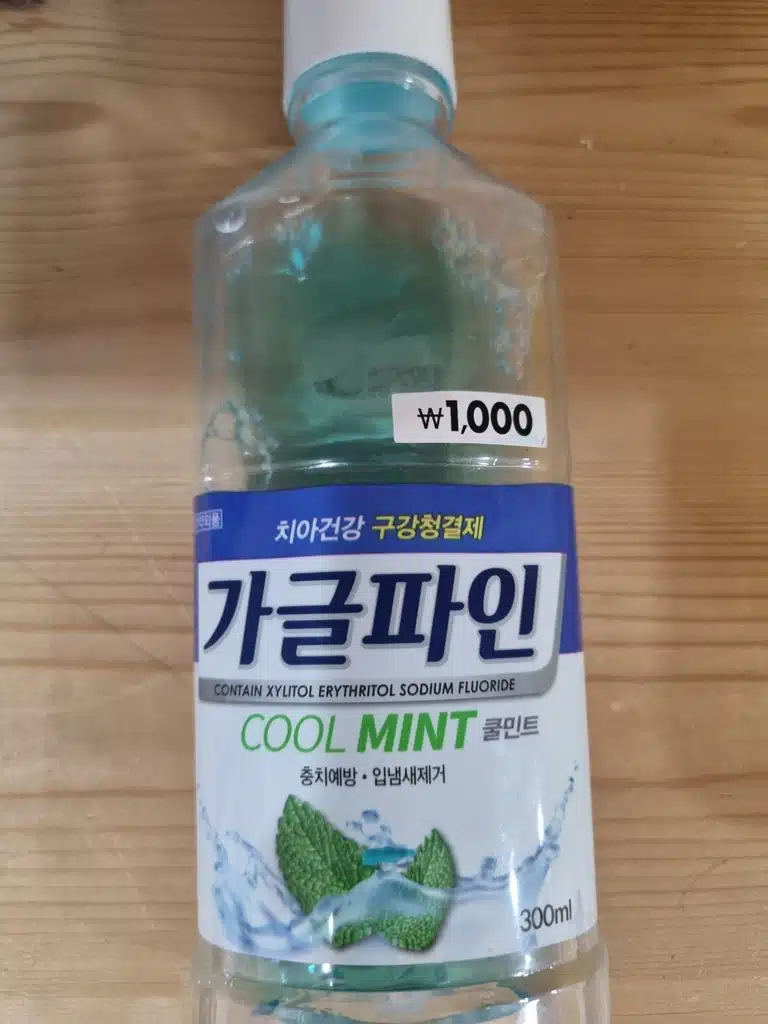 ₩1,000
치아건강 구강청결제
가글파인
CONTAIN XYLITOL ERYTHRITOL SODIUM FLUORIDE
COOL MINT 쿨민트
충치예방 • 입냄새제거
300ml